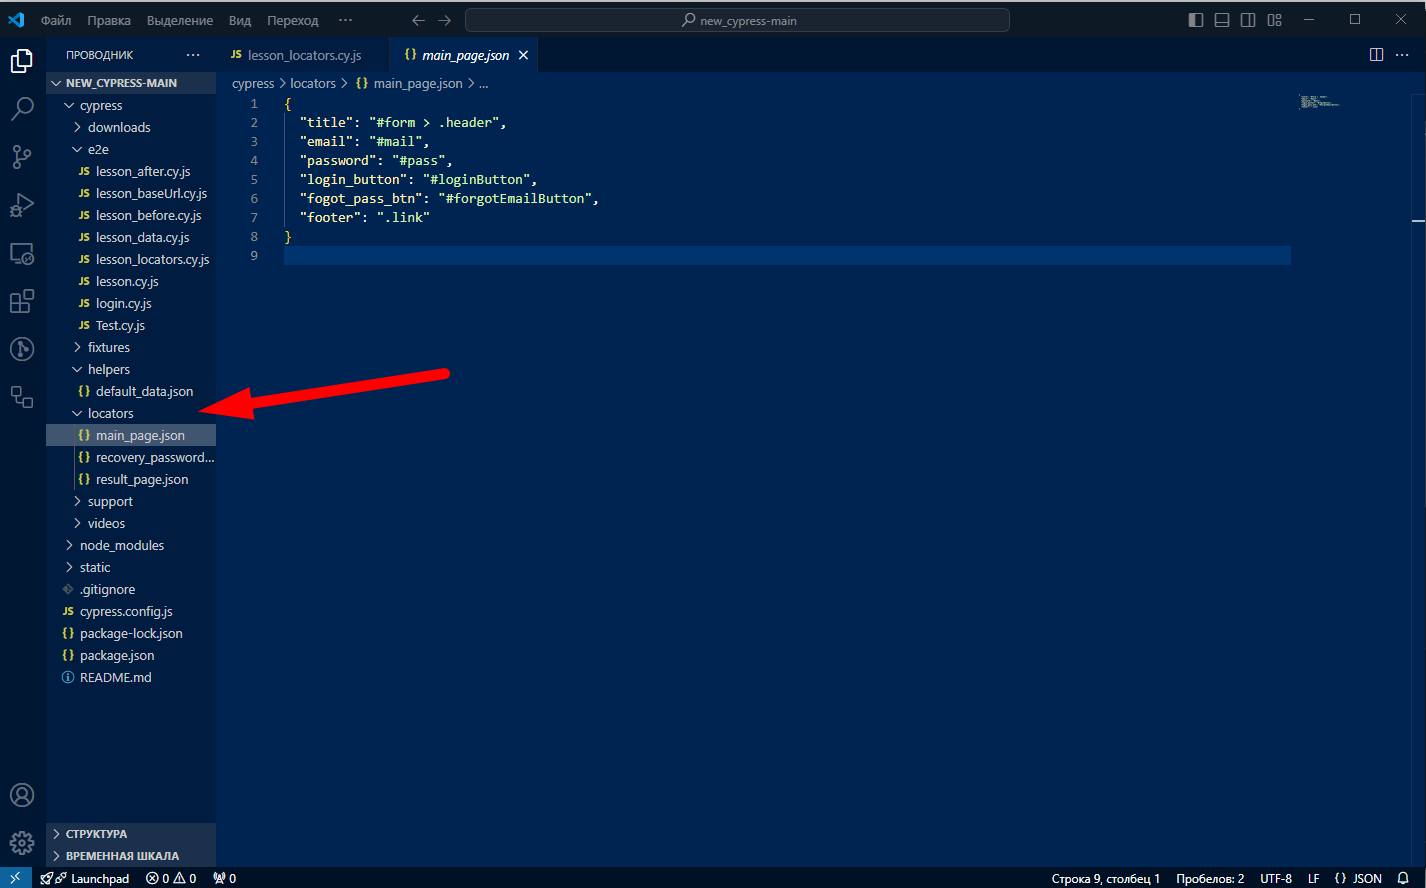 Файл Правка Выделение Вид Переход ··· new_cypress-main
ПРОВОДНИК ···
NEW_CYPRESS-MAIN
cypress
downloads
e2e
JS lesson_after.cy.js
JS lesson_baseUrl.cy.js
JS lesson_before.cy.js
JS lesson_data.cy.js
JS lesson_locators.cy.js
JS lesson.cy.js
JS login.cy.js
JS Test.cy.js
fixtures
helpers
{} default_data.json
locators
{} main_page.json
{} recovery_password...
{} result_page.json
support
videos
node_modules
static
.gitignore
JS cypress.config.js
{} package-lock.json
{} package.json
README.md
СТРУКТУРА
ВРЕМЕННАЯ ШКАЛА
JS lesson_locators.cy.js {} main_page.json
cypress > locators > {} main_page.json > ...
1 {
2 "title": "#form > .header",
3 "email": "#mail",
4 "password": "#pass",
5 "login_button": "#loginButton",
6 "fogot_pass_btn": "#forgotEmailButton",
7 "footer": ".link"
8 }
9
Launchpad 0 0 0 Строка 9, столбец 1 Пробелов: 2 UTF-8 LF {} JSON